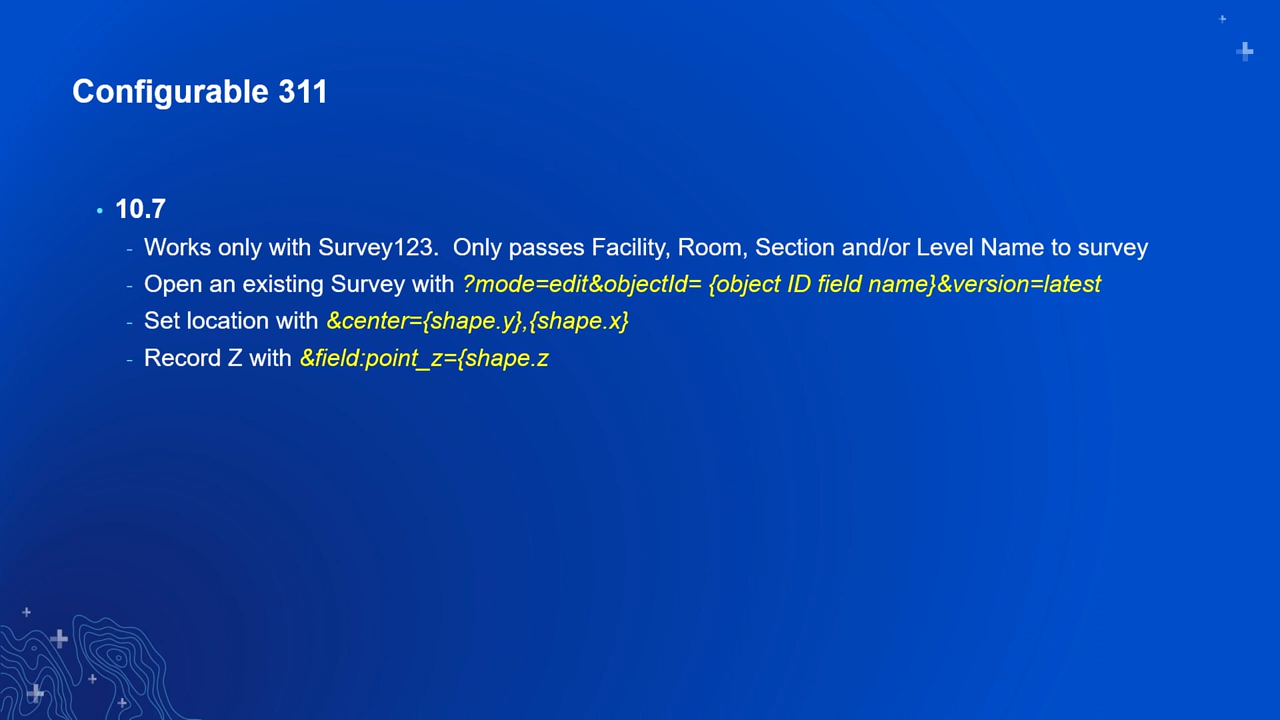 Configurable 311
• 10.7
- Works only with Survey123.  Only passes Facility, Room, Section and/or Level Name to survey
- Open an existing Survey with ?mode=edit&objectId= {object ID field name}&version=latest
- Set location with &center={shape.y},{shape.x}
- Record Z with &field:point_z={shape.z